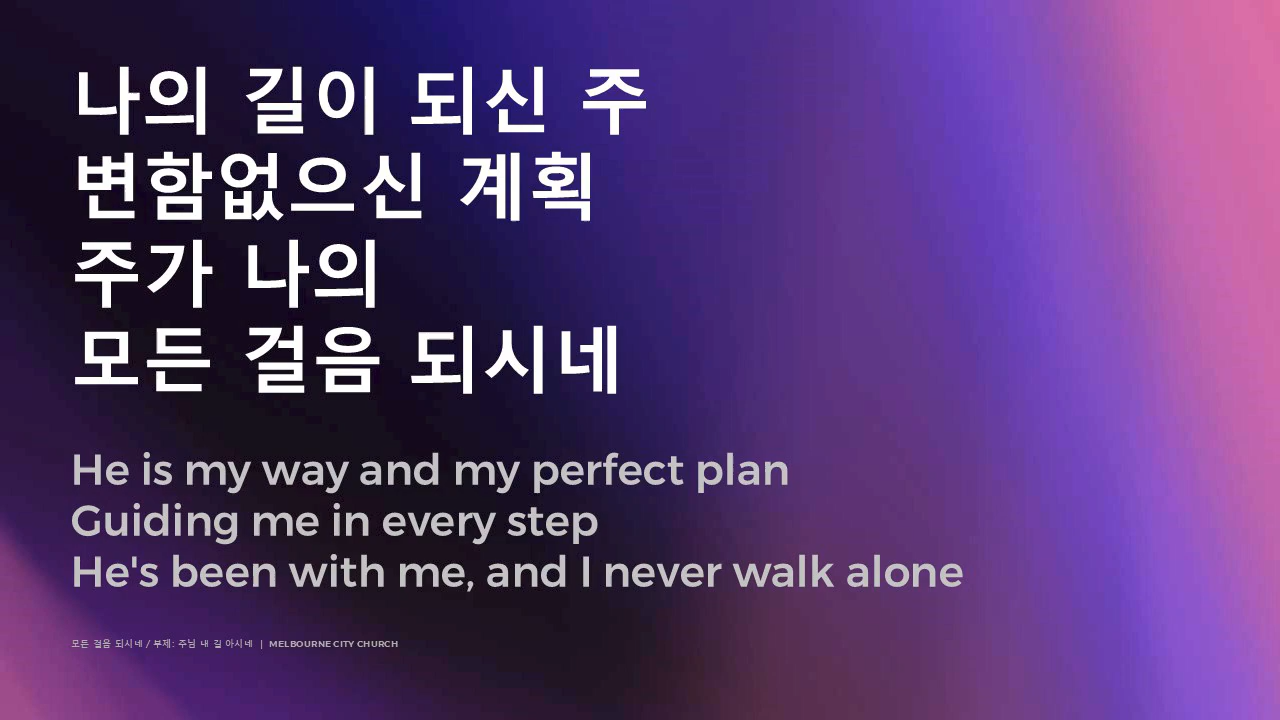 나의 길이 되신 주
변함없으신 계획
주가 나의
모든 걸음 되시네
He is my way and my perfect plan
Guiding me in every step
He's been with me, and I never walk alone
모든 걸음 되시네 / 부제: 주님 내 길 아시네 | MELBOURNE CITY CHURCH